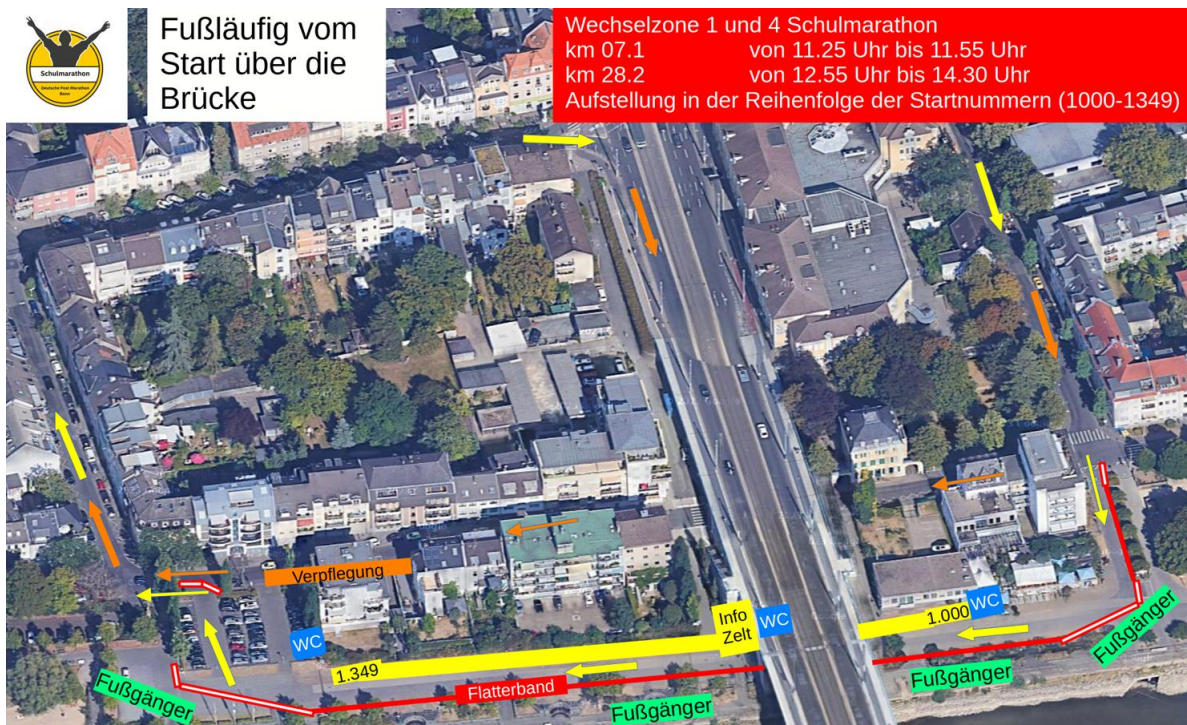 Schulmarathon
Deutsche Post Marathon
Bonn
Fußläufig vom
Start über die
Brücke
Wechselzone 1 und 4 Schulmarathon
km 07.1 von 11.25 Uhr bis 11.55 Uhr
km 28.2 von 12.55 Uhr bis 14.30 Uhr
Aufstellung in der Reihenfolge der Startnummern (1000-1349)
Verpflegung
WC
Info
Zelt
WC
1.000
WC
1.349
Flatterband
Fußgänger
Fußgänger
Fußgänger
Fußgänger